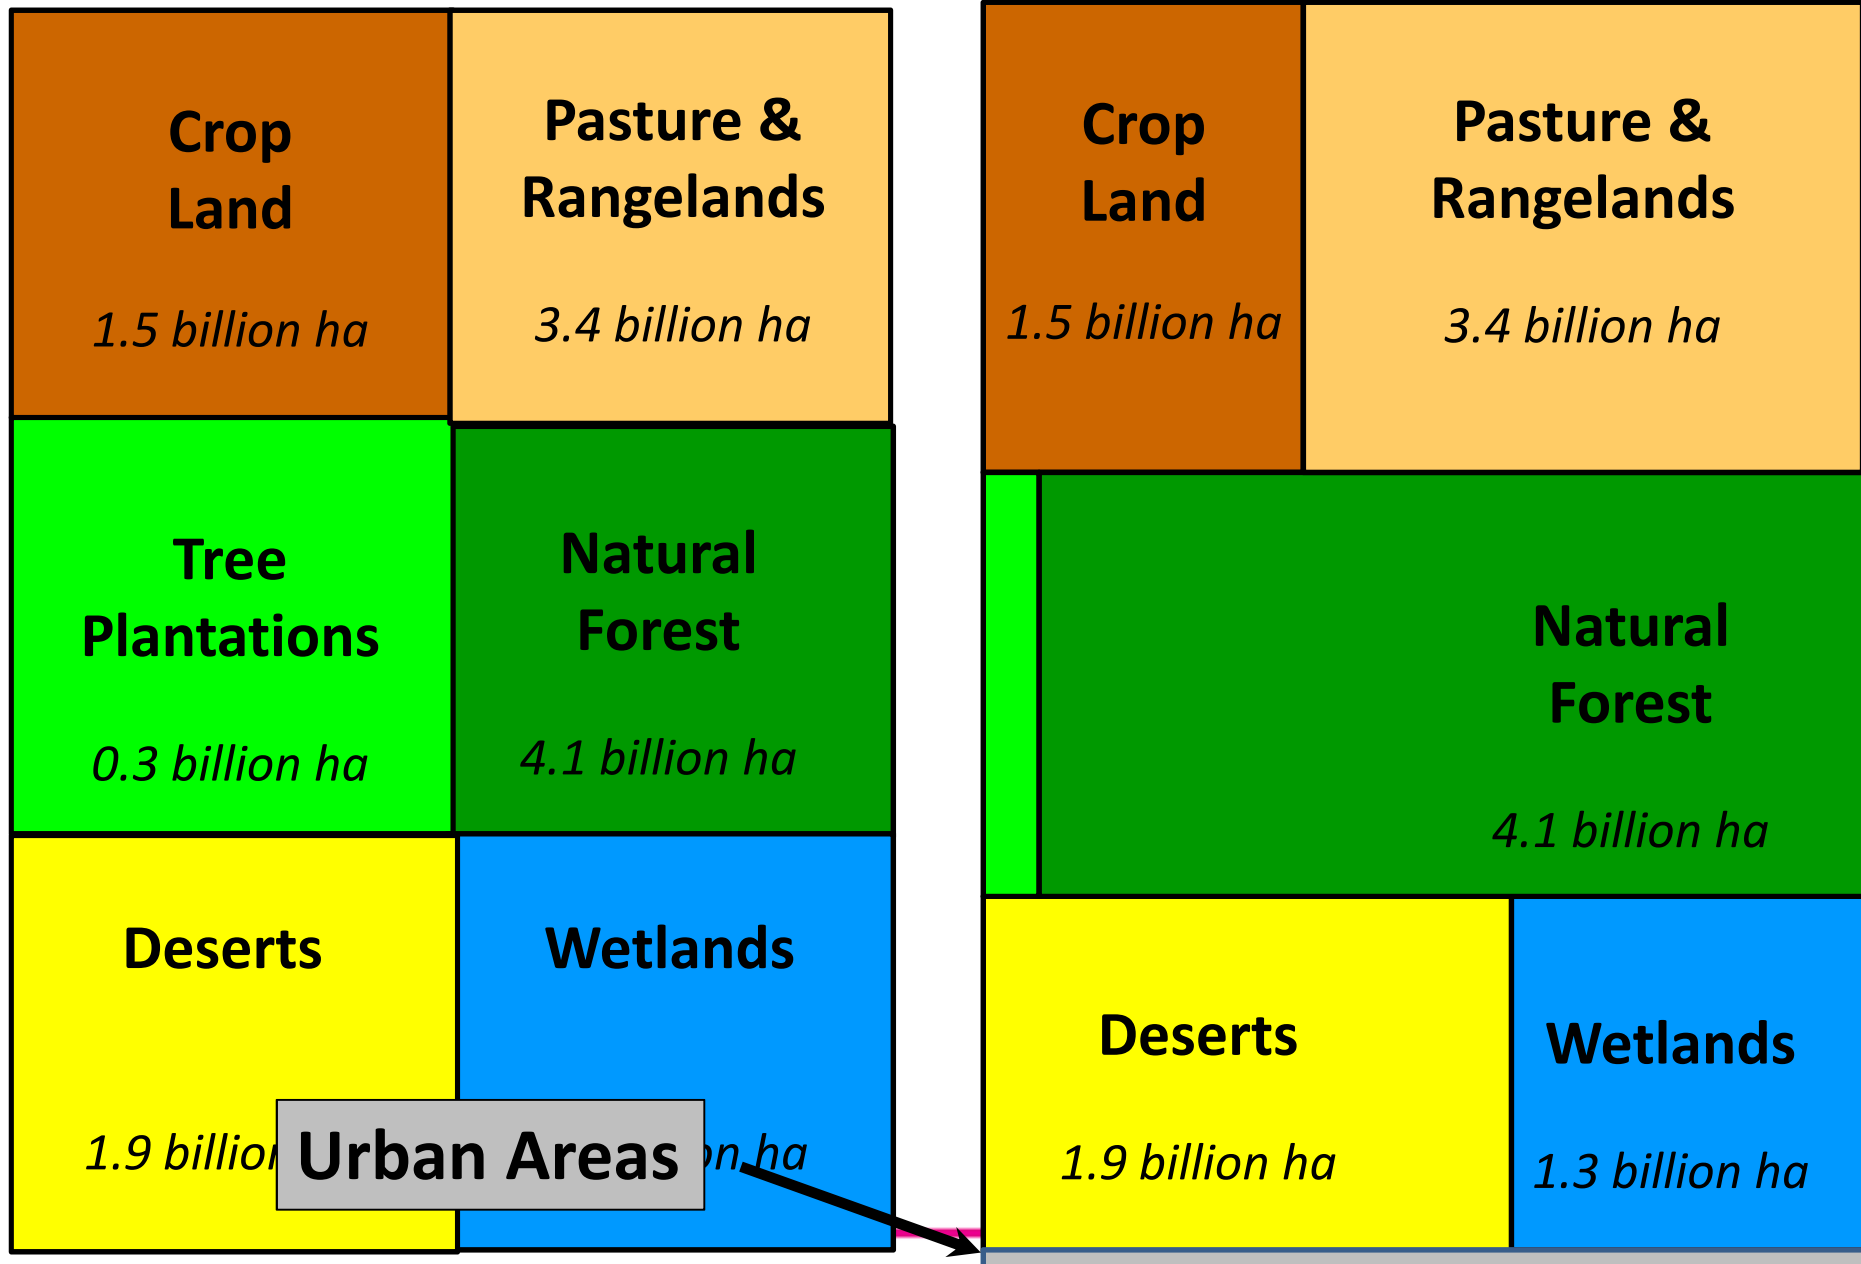 Crop
Land
1.5 billion ha
Pasture &
Rangelands
3.4 billion ha
Tree
Plantations
0.3 billion ha
Natural
Forest
4.1 billion ha
Deserts
1.9
Wetlands
ha
Urban Areas
Crop
Land
1.5 billion ha
Pasture &
Rangelands
3.4 billion ha
Natural
Forest
4.1 billion ha
Deserts
1.9 billion ha
Wetlands
1.3 billion ha